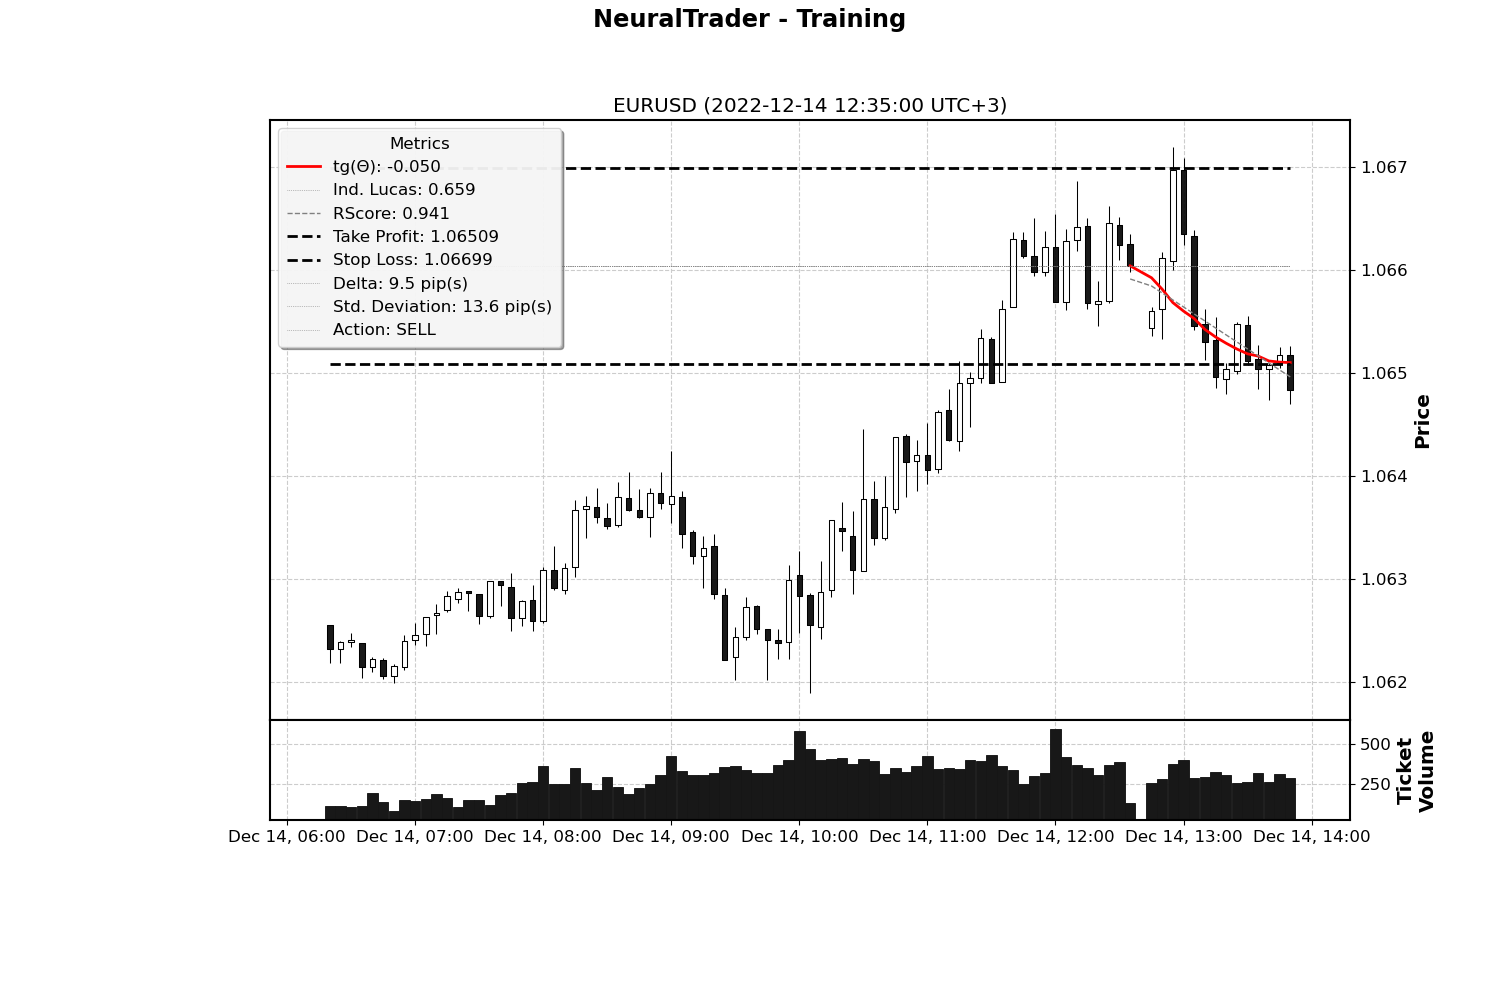 NeuralTrader - Training
EURUSD (2022-12-14 12:35:00 UTC+3)
Metrics
tg(Θ): -0.050
Ind. Lucas: 0.659
RScore: 0.941
Take Profit: 1.06509
Stop Loss: 1.06699
Delta: 9.5 pip(s)
Std. Deviation: 13.6 pip(s)
Action: SELL
1.067
1.066
1.065
1.064
1.063
1.062
Price
500
250
Ticket
Volume
Dec 14, 06:00 Dec 14, 07:00 Dec 14, 08:00 Dec 14, 09:00 Dec 14, 10:00 Dec 14, 11:00 Dec 14, 12:00 Dec 14, 13:00 Dec 14, 14:00